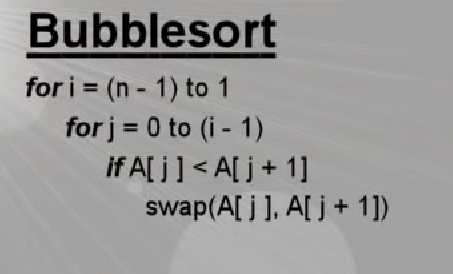 Bubblesort
for i = (n - 1) to 1
for j = 0 to (i - 1)
if A[ j ] < A[ j + 1]
swap(A[ j ], A[ j + 1])